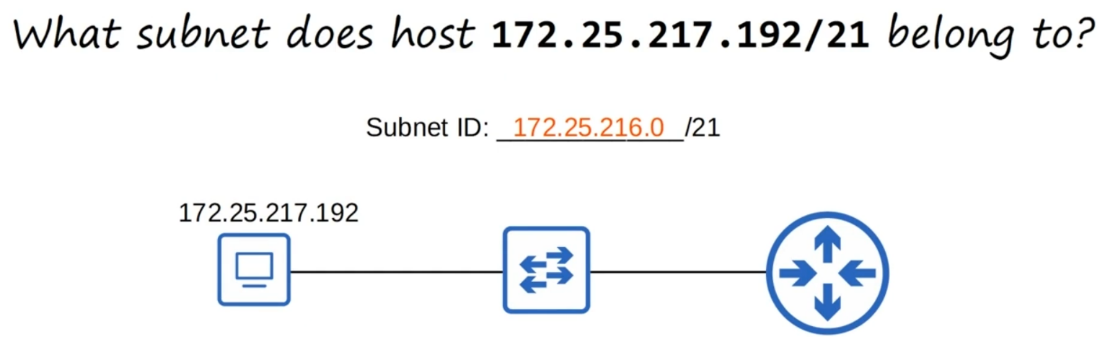 What subnet does host 172.25.217.192/21 belong to?
Subnet ID: 172.25.216.0 /21
172.25.217.192